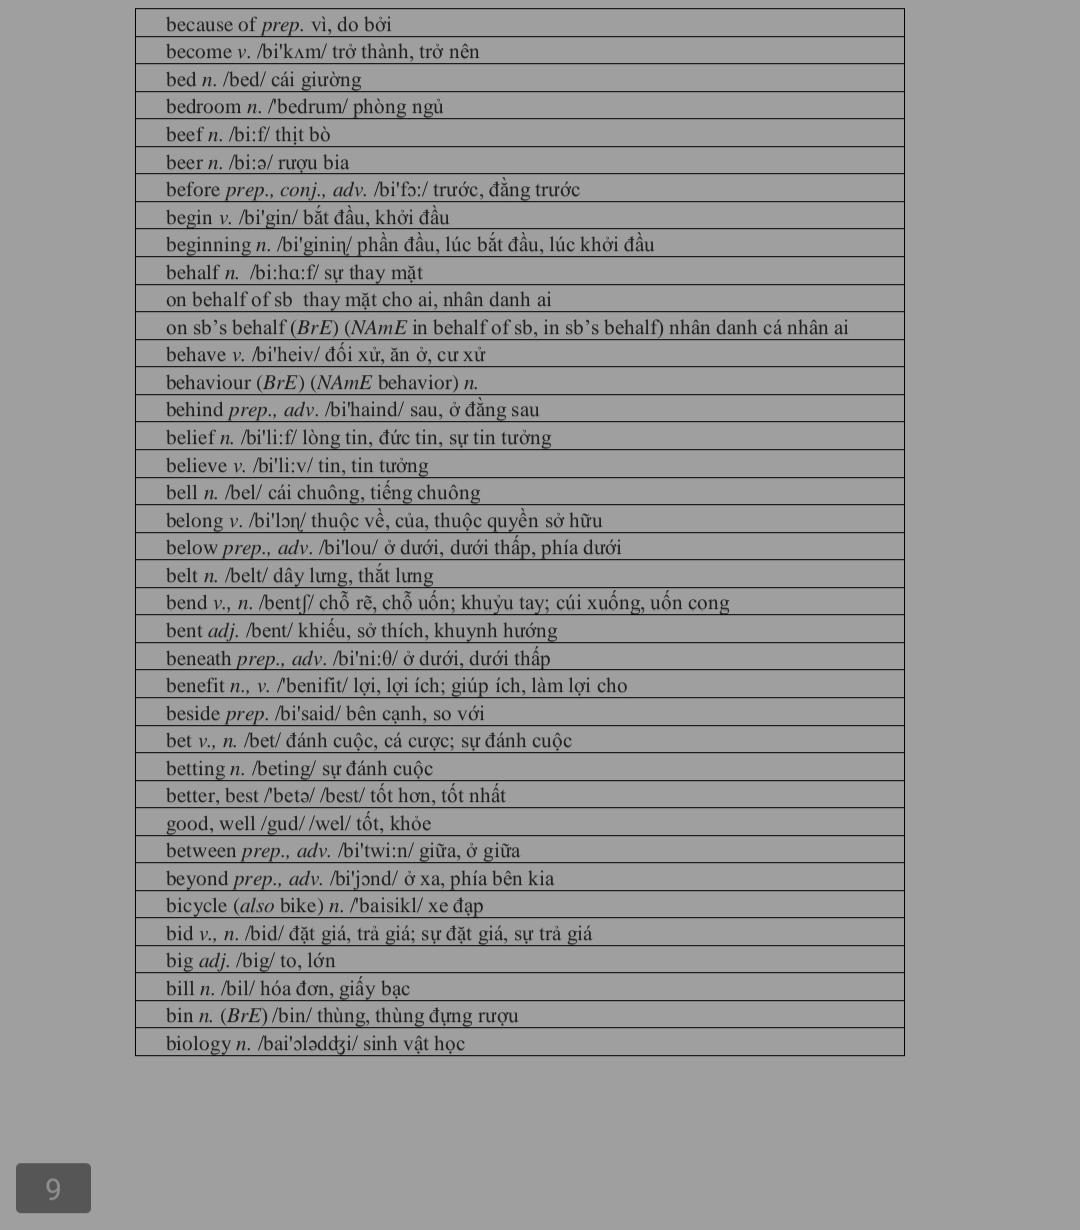 because of prep. vì, do bởi
become v. /bi'kʌm/ trở thành, trở nên
bed n. /bed/ cái giường
bedroom n. /'bedrum/ phòng ngủ
beef n. /bi:f/ thịt bò
beer n. /bi:ə/ rượu bia
before prep., conj., adv. /bi'fɔ:/ trước, đằng trước
begin v. /bi'gin/ bắt đầu, khởi đầu
beginning n. /bi'giniɳ/ phần đầu, lúc bắt đầu, lúc khởi đầu
behalf n. /bi:hɑ:f/ sự thay mặt
on behalf of sb thay mặt cho ai, nhân danh ai
on sb’s behalf (BrE) (NAmE in behalf of sb, in sb’s behalf) nhân danh cá nhân ai
behave v. /bi'heiv/ đối xử, ăn ở, cư xử
behaviour (BrE) (NAmE behavior) n.
behind prep., adv. /bi'haind/ sau, ở đằng sau
belief n. /bi'li:f/ lòng tin, đức tin, sự tin tưởng
believe v. /bi'li:v/ tin, tin tưởng
bell n. /bel/ cái chuông, tiếng chuông
belong v. /bi'lɔɳ/ thuộc về, của, thuộc quyền sở hữu
below prep., adv. /bi'lou/ ở dưới, dưới thấp, phía dưới
belt n. /belt/ dây lưng, thắt lưng
bend v., n. /bentʃ/ chỗ rẽ, chỗ uốn; khuỷu tay; cúi xuống, uốn cong
bent adj. /bent/ khiếu, sở thích, khuynh hướng
beneath prep., adv. /bi'ni:θ/ ở dưới, dưới thấp
benefit n., v. /'benifit/ lợi, lợi ích; giúp ích, làm lợi cho
beside prep. /bi'said/ bên cạnh, so với
bet v., n. /bet/ đánh cuộc, cá cược; sự đánh cuộc
betting n. /beting/ sự đánh cuộc
better, best /'betə/ /best/ tốt hơn, tốt nhất
good, well /gud/ /wel/ tốt, khỏe
between prep., adv. /bi'twi:n/ giữa, ở giữa
beyond prep., adv. /bi'jɔnd/ ở xa, phía bên kia
bicycle (also bike) n. /'baisikl/ xe đạp
bid v., n. /bid/ đặt giá, trả giá; sự đặt giá, sự trả giá
big adj. /big/ to, lớn
bill n. /bil/ hóa đơn, giấy bạc
bin n. (BrE) /bin/ thùng, thùng đựng rượu
biology n. /bai'ɔlədʤi/ sinh vật học
9